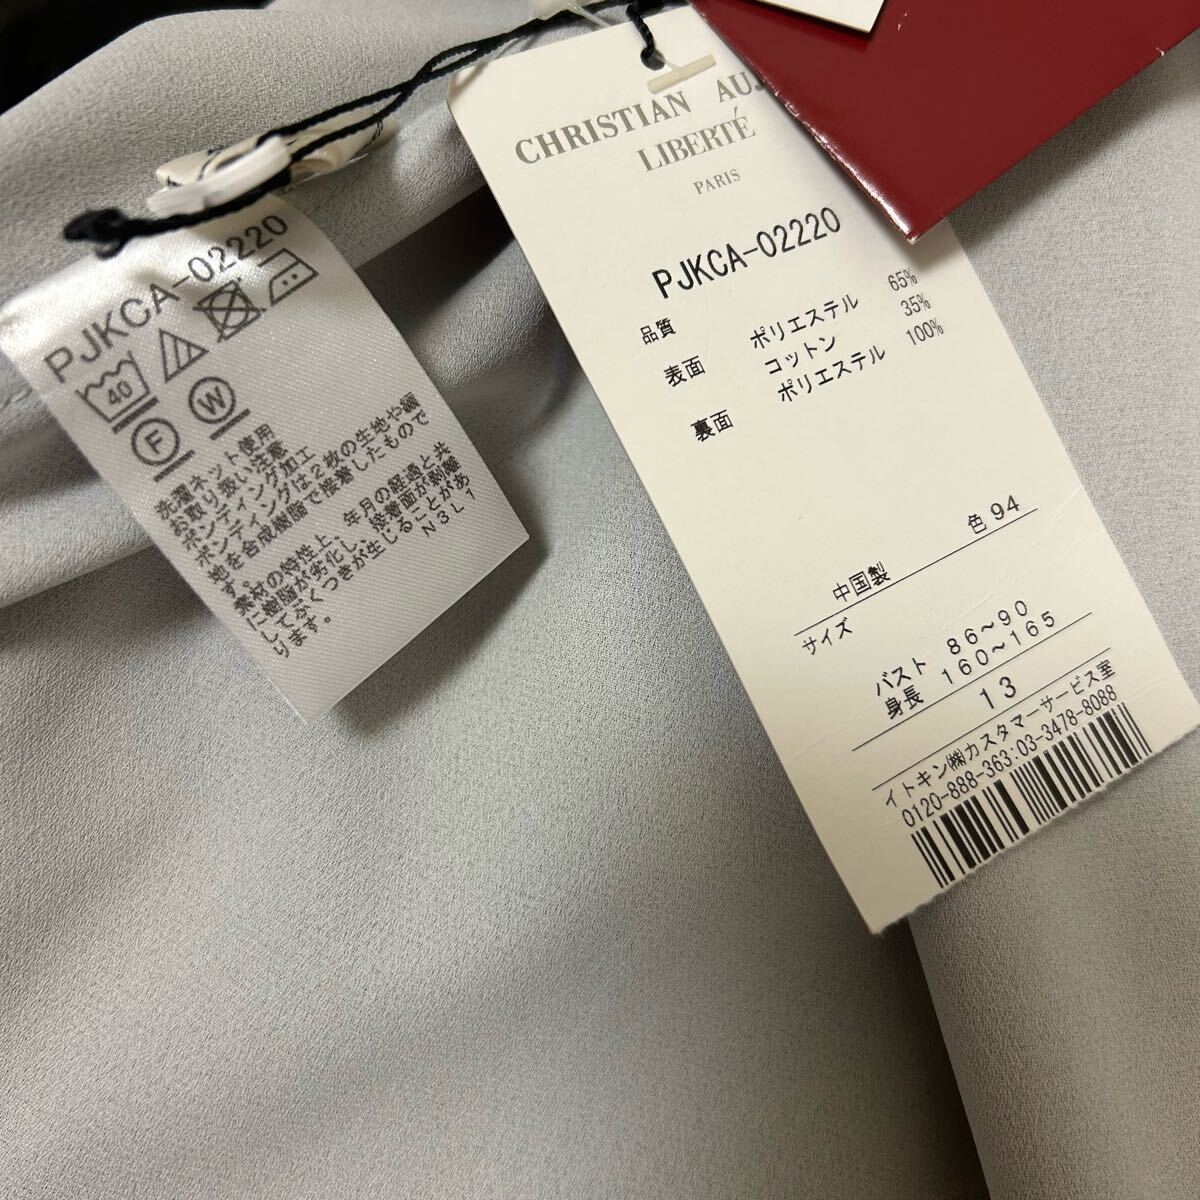 PJKCA-02220
40
F W
洗濯ネット使用
お取り扱い注意
ボンディング加工
ボンディングは2枚の生地や編
地を合成樹脂で接着したもので
す。
素材の特性上、年月の経過と共
に樹脂が劣化し、接着面が剥離
してふくつきが生じることがあ
ります。
N3L1
CHRISTIAN
LIBERTÉ
PARIS
PJKCA-02220
品質
表面 ポリエステル 65%
コットン 35%
裏面 ポリエステル 100%
色94
中国製
サイズ
バスト 86~90
身長 160~165
13
イトキン㈱カスタマーサービス室
0120-888-363:03-3478-8088